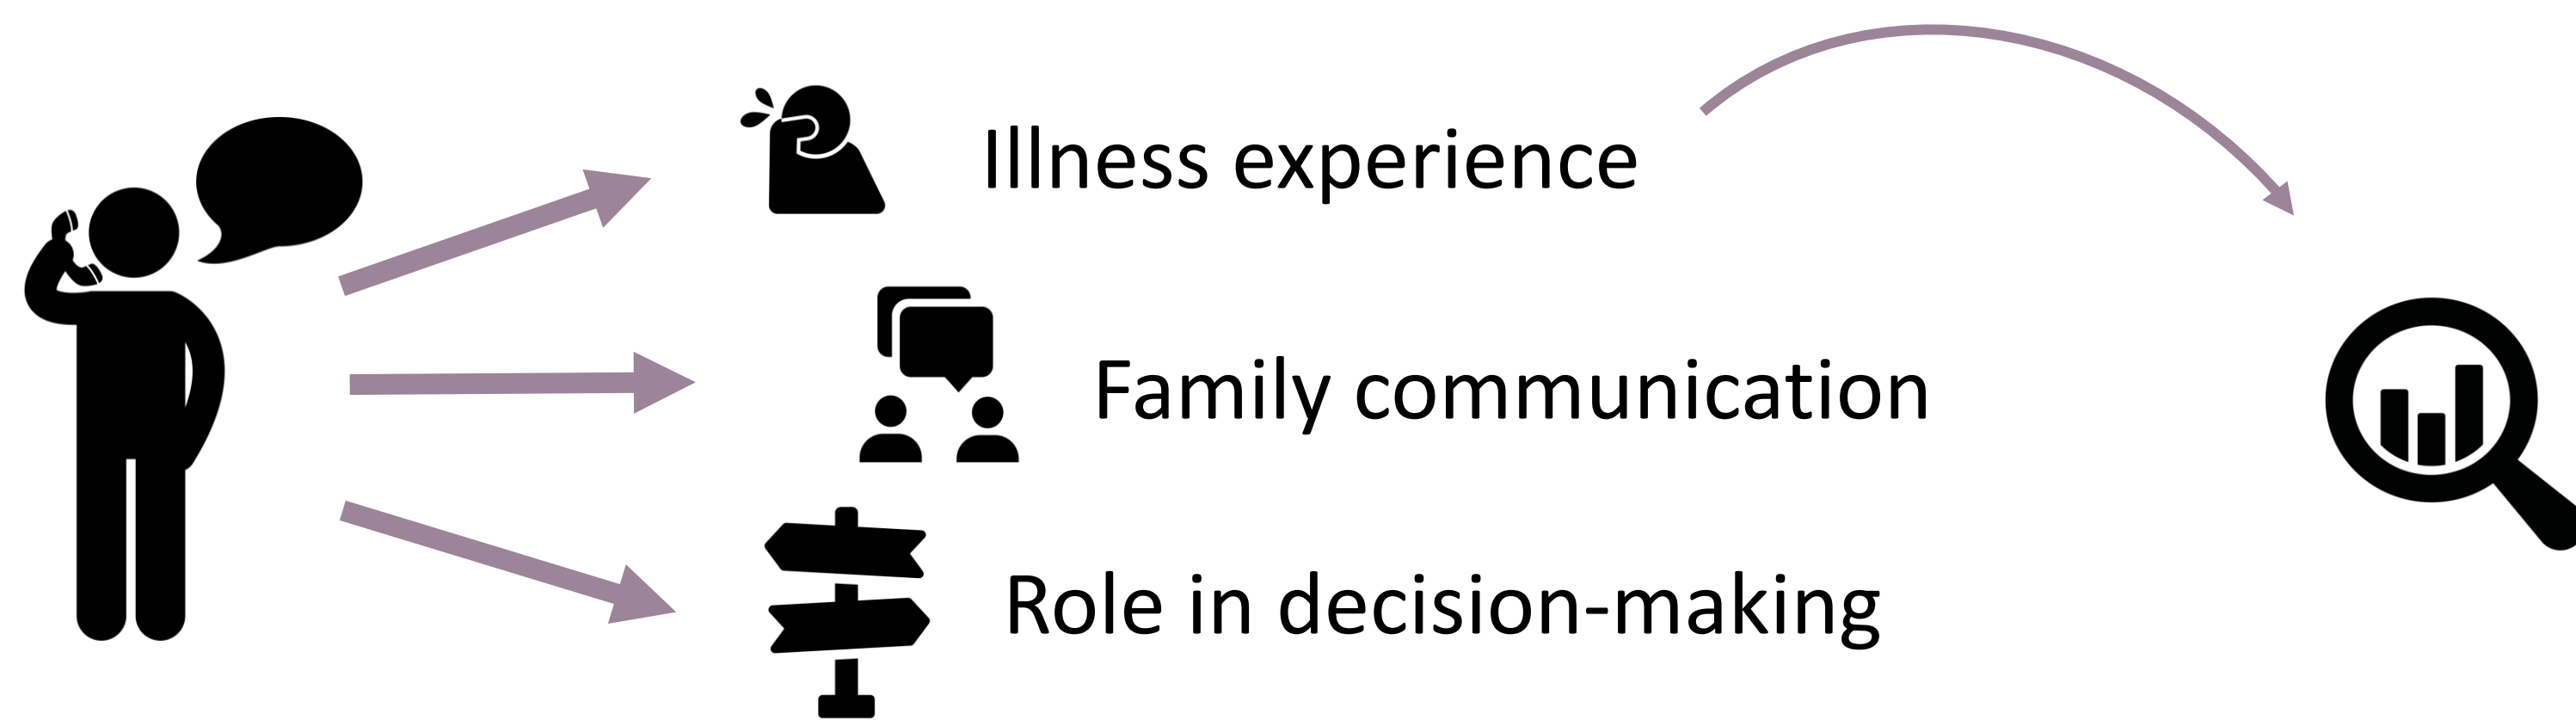 Illness experience
Family communication
Role in decision-making